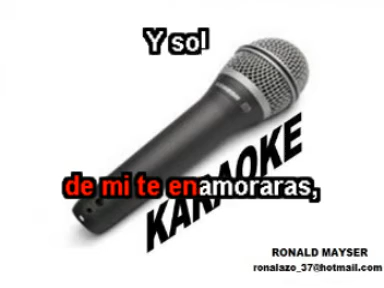 Y sol
de mi te enamoraras,
KARAOKE
RONALD MAYSER
ronalazo_37@hotmail.com